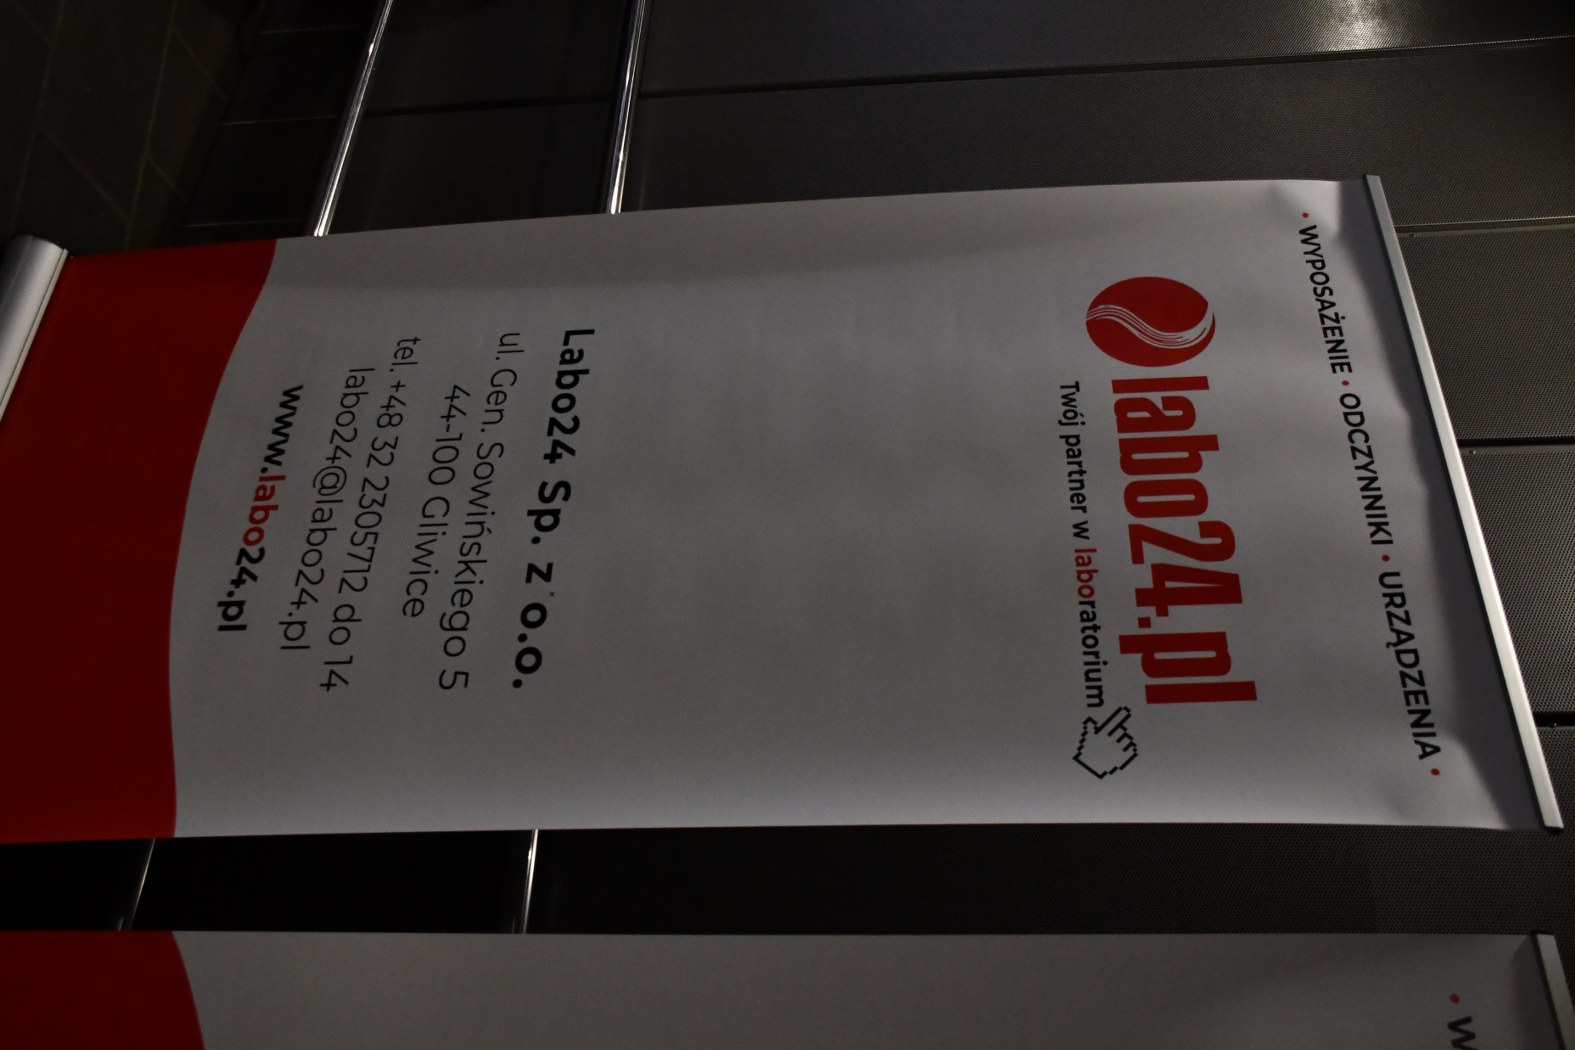 • WYPOSAŻENIE • ODCZYNNIKI • URZĄDZENIA •
labo24.pl
Twój partner w laboratorium
Labo24 Sp. z o.o.
ul. Gen. Sowińskiego 5
44-100 Gliwice
tel. +48 32 2305712 do 14
labo24@labo24.pl
www.labo24.pl
• W